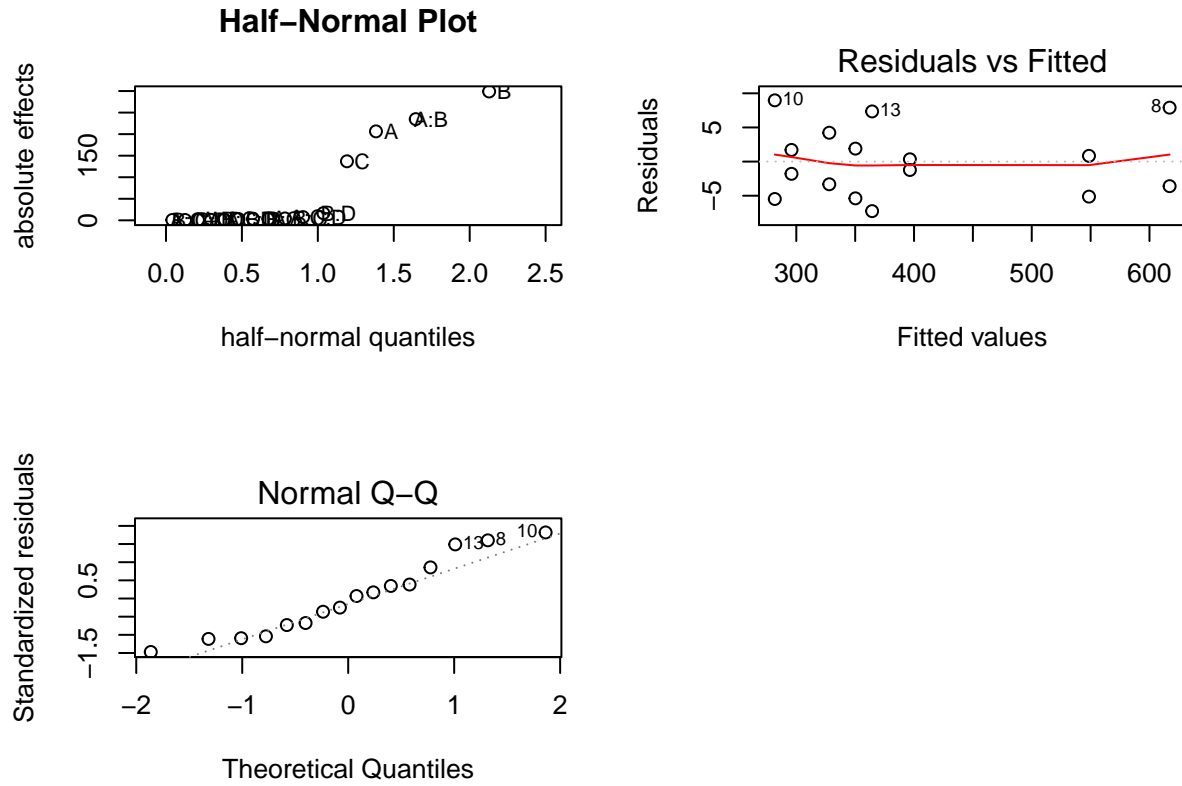 Half−Normal Plot
absolute effects
150
0
B
A:B
A
C
B:D
0.0 0.5 1.0 1.5 2.0 2.5
half−normal quantiles
Residuals vs Fitted
Residuals
5
−5
10
13
8
300 400 500 600
Fitted values
Normal Q−Q
Standardized residuals
0.5
−1.5
13
8
10
−2 −1 0 1 2
Theoretical Quantiles